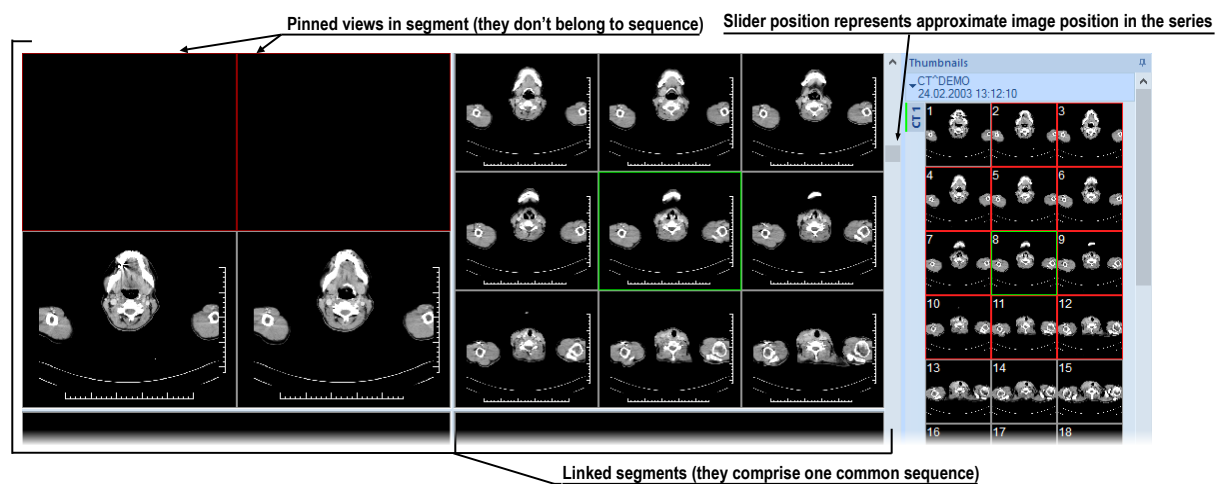 Pinned views in segment (they don't belong to sequence)
Slider position represents approximate image position in the series
Thumbnails
CT^DEMO
24.02.2003 13:12:10
CT 1
1 2 3
4 5 6
7 8 9
10 11 12
13 14 15
16 17 18
Linked segments (they comprise one common sequence)